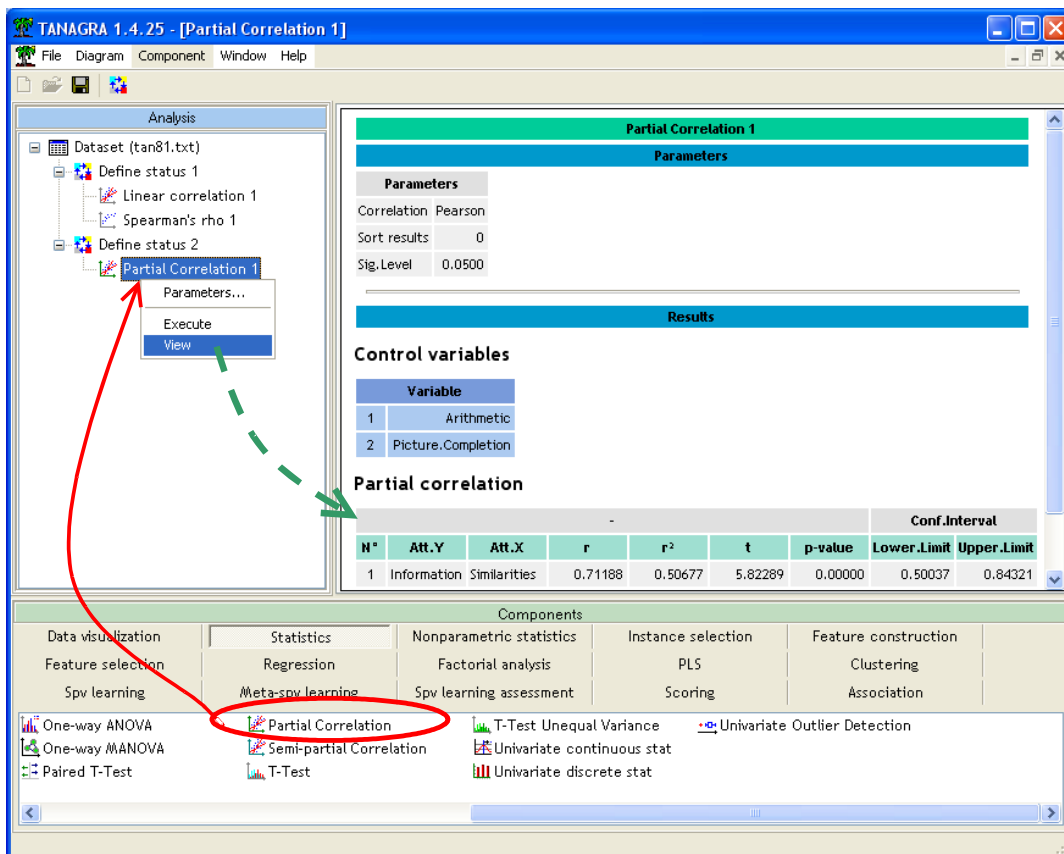 TANAGRA 1.4.25 - [Partial Correlation 1]
File Diagram Component Window Help
Analysis
Dataset (tan81.txt)
Define status 1
Linear correlation 1
Spearman's rho 1
Define status 2
Partial Correlation 1
Parameters...
Execute
View
Partial Correlation 1
Parameters
Parameters
Correlation Pearson
Sort results 0
Sig.Level 0.0500
Results
Control variables
Variable
1 Arithmetic
2 Picture.Completion
Partial correlation
- Conf.Interval
N° Att.Y Att.X r r² t p-value Lower.Limit Upper.Limit
1 Information Similarities 0.71188 0.50677 5.82289 0.00000 0.50037 0.84321
Components
Data visualization Statistics Nonparametric statistics Instance selection Feature construction
Feature selection Regression Factorial analysis PLS Clustering
Spv learning Meta-spv learning Spv learning assessment Scoring Association
One-way ANOVA Partial Correlation T-Test Unequal Variance Univariate Outlier Detection
One-way MANOVA Semi-partial Correlation Univariate continuous stat
Paired T-Test T-Test Univariate discrete stat